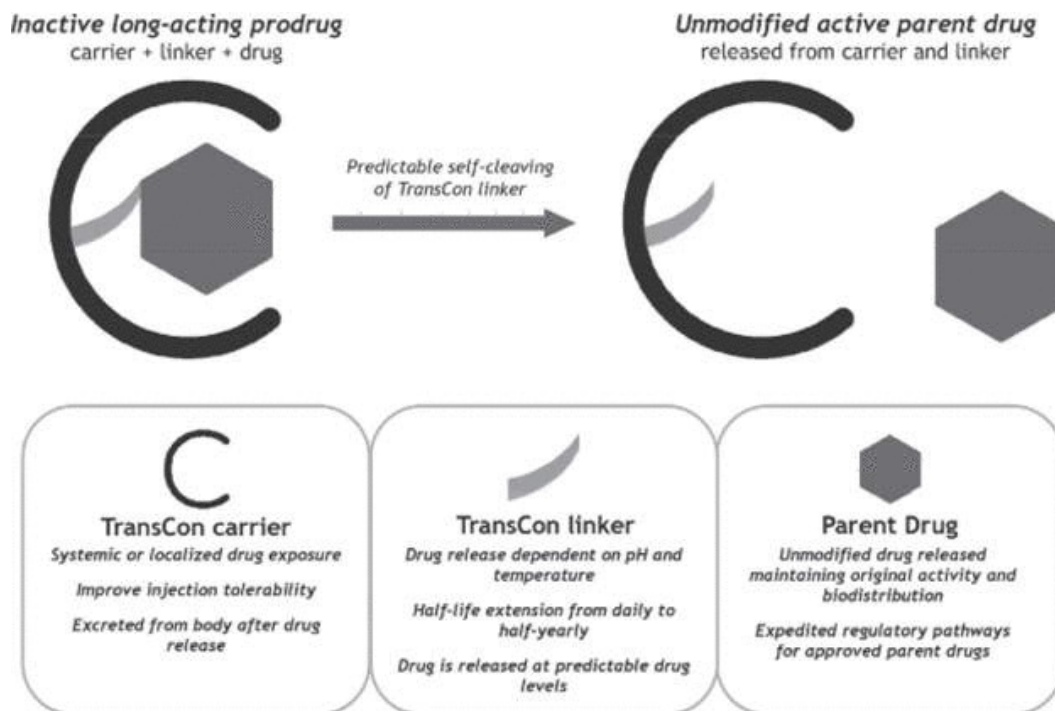 Inactive long-acting prodrug
carrier + linker + drug
Unmodified active parent drug
released from carrier and linker
Predictable self-cleaving
of TransCon linker
TransCon carrier
Systemic or localized drug exposure
Improve injection tolerability
Excreted from body after drug
release
TransCon linker
Drug release dependent on pH and
temperature
Half-life extension from daily to
half-yearly
Drug is released at predictable drug
levels
Parent Drug
Unmodified drug released
maintaining original activity and
biodistribution
Expedited regulatory pathways
for approved parent drugs